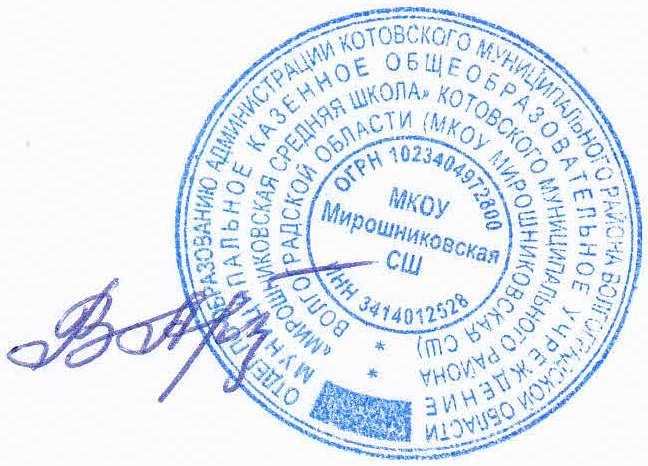 ОТДЕЛ ПО ОБРАЗОВАНИЮ АДМИНИСТРАЦИИ КОТОВСКОГО МУНИЦИПАЛЬНОГО РАЙОНА ВОЛГОГРАДСКОЙ ОБЛАСТИ
МУНИЦИПАЛЬНОЕ КАЗЕННОЕ ОБЩЕОБРАЗОВАТЕЛЬНОЕ УЧРЕЖДЕНИЕ
«МИРОШНИКОВСКАЯ СРЕДНЯЯ ШКОЛА» КОТОВСКОГО МУНИЦИПАЛЬНОГО РАЙОНА
ВОЛГОГРАДСКОЙ ОБЛАСТИ (МКОУ МИРОШНИКОВСКАЯ СШ)
* *
ОГРН 1023404972800
ИНН 3414012528
МКОУ
Мирошниковская
СШ